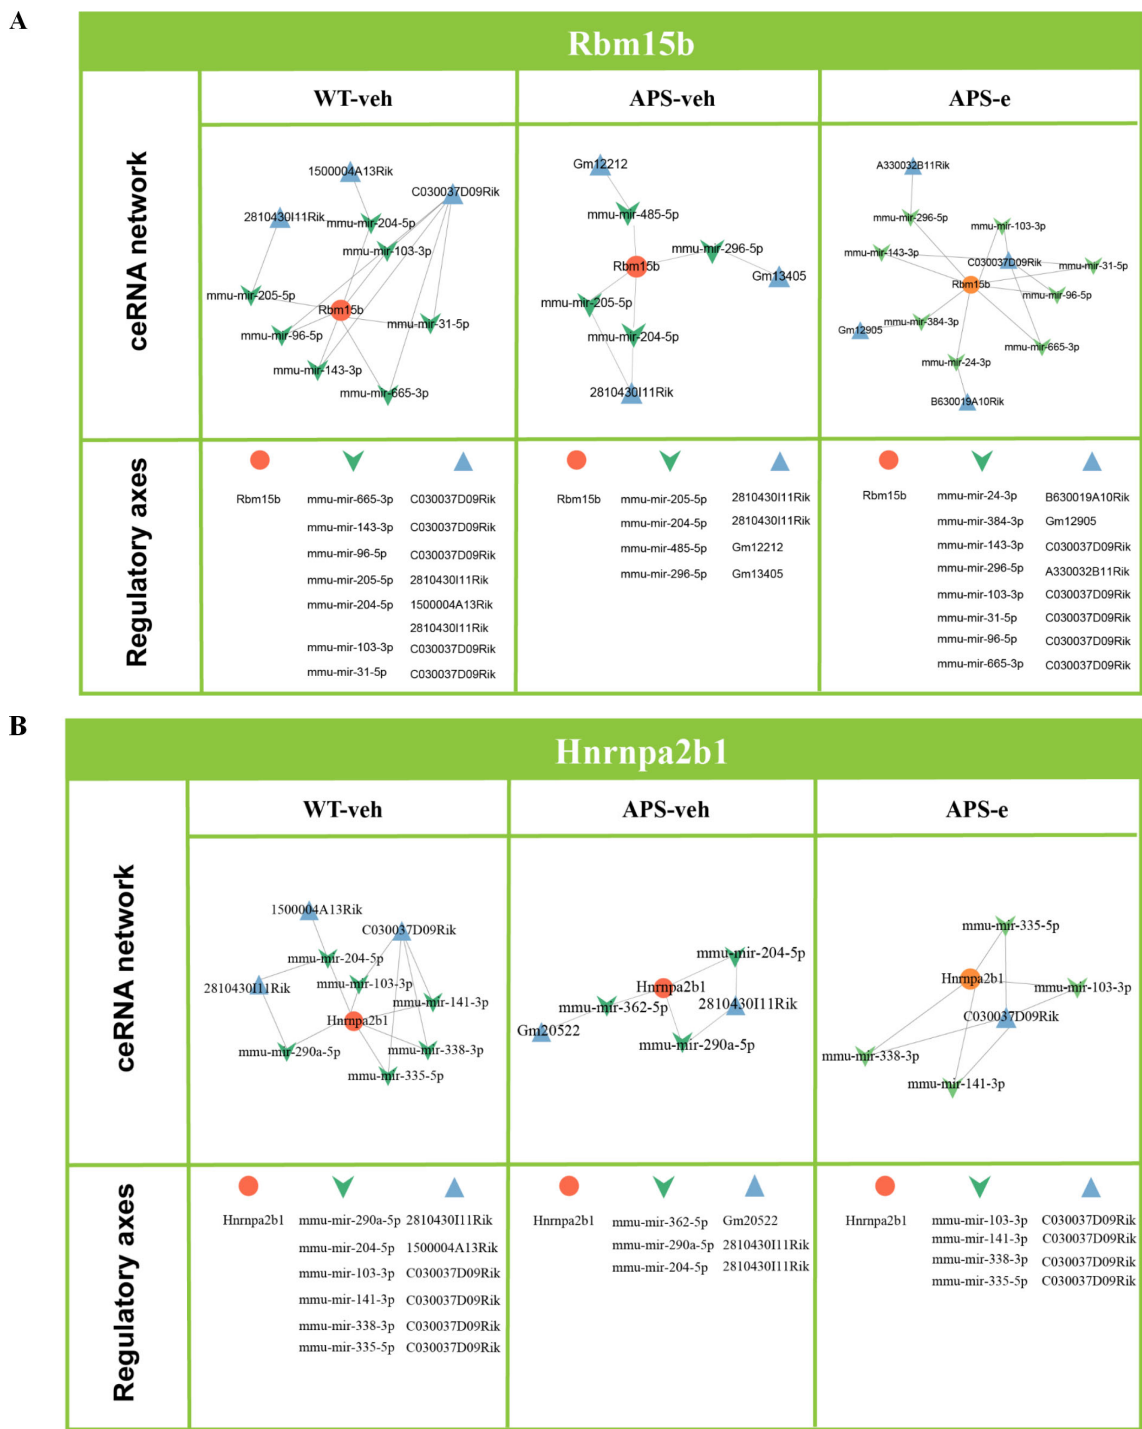 A
Rbm15b
WT-veh
APS-veh
APS-e
ceRNA network
1500004A13Rik
C030037D09Rik
2810430I11Rik
mmu-mir-204-5p
mmu-mir-103-3p
mmu-mir-205-5p
Rbm15b
mmu-mir-31-5p
mmu-mir-96-5p
mmu-mir-143-3p
mmu-mir-665-3p
Gm12212
mmu-mir-485-5p
mmu-mir-296-5p
Rbm15b
Gm13405
mmu-mir-205-5p
mmu-mir-204-5p
2810430I11Rik
A330032B11Rik
mmu-mir-296-5p
mmu-mir-103-3p
mmu-mir-143-3p
C030037D09Rik
mmu-mir-31-5p
Rbm15b
mmu-mir-96-5p
Gm12905
mmu-mir-384-3p
mmu-mir-665-3p
mmu-mir-24-3p
B630019A10Rik
Regulatory axes
Rbm15b mmu-mir-665-3p C030037D09Rik
mmu-mir-143-3p C030037D09Rik
mmu-mir-96-5p C030037D09Rik
mmu-mir-205-5p 2810430I11Rik
mmu-mir-204-5p 1500004A13Rik
2810430I11Rik
mmu-mir-103-3p C030037D09Rik
mmu-mir-31-5p C030037D09Rik
Rbm15b mmu-mir-205-5p 2810430I11Rik
mmu-mir-204-5p 2810430I11Rik
mmu-mir-485-5p Gm12212
mmu-mir-296-5p Gm13405
Rbm15b mmu-mir-24-3p B630019A10Rik
mmu-mir-384-3p Gm12905
mmu-mir-143-3p C030037D09Rik
mmu-mir-296-5p A330032B11Rik
mmu-mir-103-3p C030037D09Rik
mmu-mir-31-5p C030037D09Rik
mmu-mir-96-5p C030037D09Rik
mmu-mir-665-3p C030037D09Rik
B
Hnrnpa2b1
WT-veh
APS-veh
APS-e
ceRNA network
1500004A13Rik
C030037D09Rik
mmu-mir-204-5p
2810430I11Rik
mmu-mir-103-3p
mmu-mir-141-3p
Hnrnpa2b1
mmu-mir-290a-5p
mmu-mir-338-3p
mmu-mir-335-5p
mmu-mir-204-5p
Hnrnpa2b1
mmu-mir-362-5p
2810430I11Rik
Gm20522
mmu-mir-290a-5p
mmu-mir-335-5p
Hnrnpa2b1
mmu-mir-103-3p
C030037D09Rik
mmu-mir-338-3p
mmu-mir-141-3p
Regulatory axes
Hnrnpa2b1 mmu-mir-290a-5p 2810430I11Rik
mmu-mir-204-5p 1500004A13Rik
mmu-mir-103-3p C030037D09Rik
mmu-mir-141-3p C030037D09Rik
mmu-mir-338-3p C030037D09Rik
mmu-mir-335-5p C030037D09Rik
Hnrnpa2b1 mmu-mir-362-5p Gm20522
mmu-mir-290a-5p 2810430I11Rik
mmu-mir-204-5p 2810430I11Rik
Hnrnpa2b1 mmu-mir-103-3p C030037D09Rik
mmu-mir-141-3p C030037D09Rik
mmu-mir-338-3p C030037D09Rik
mmu-mir-335-5p C030037D09Rik